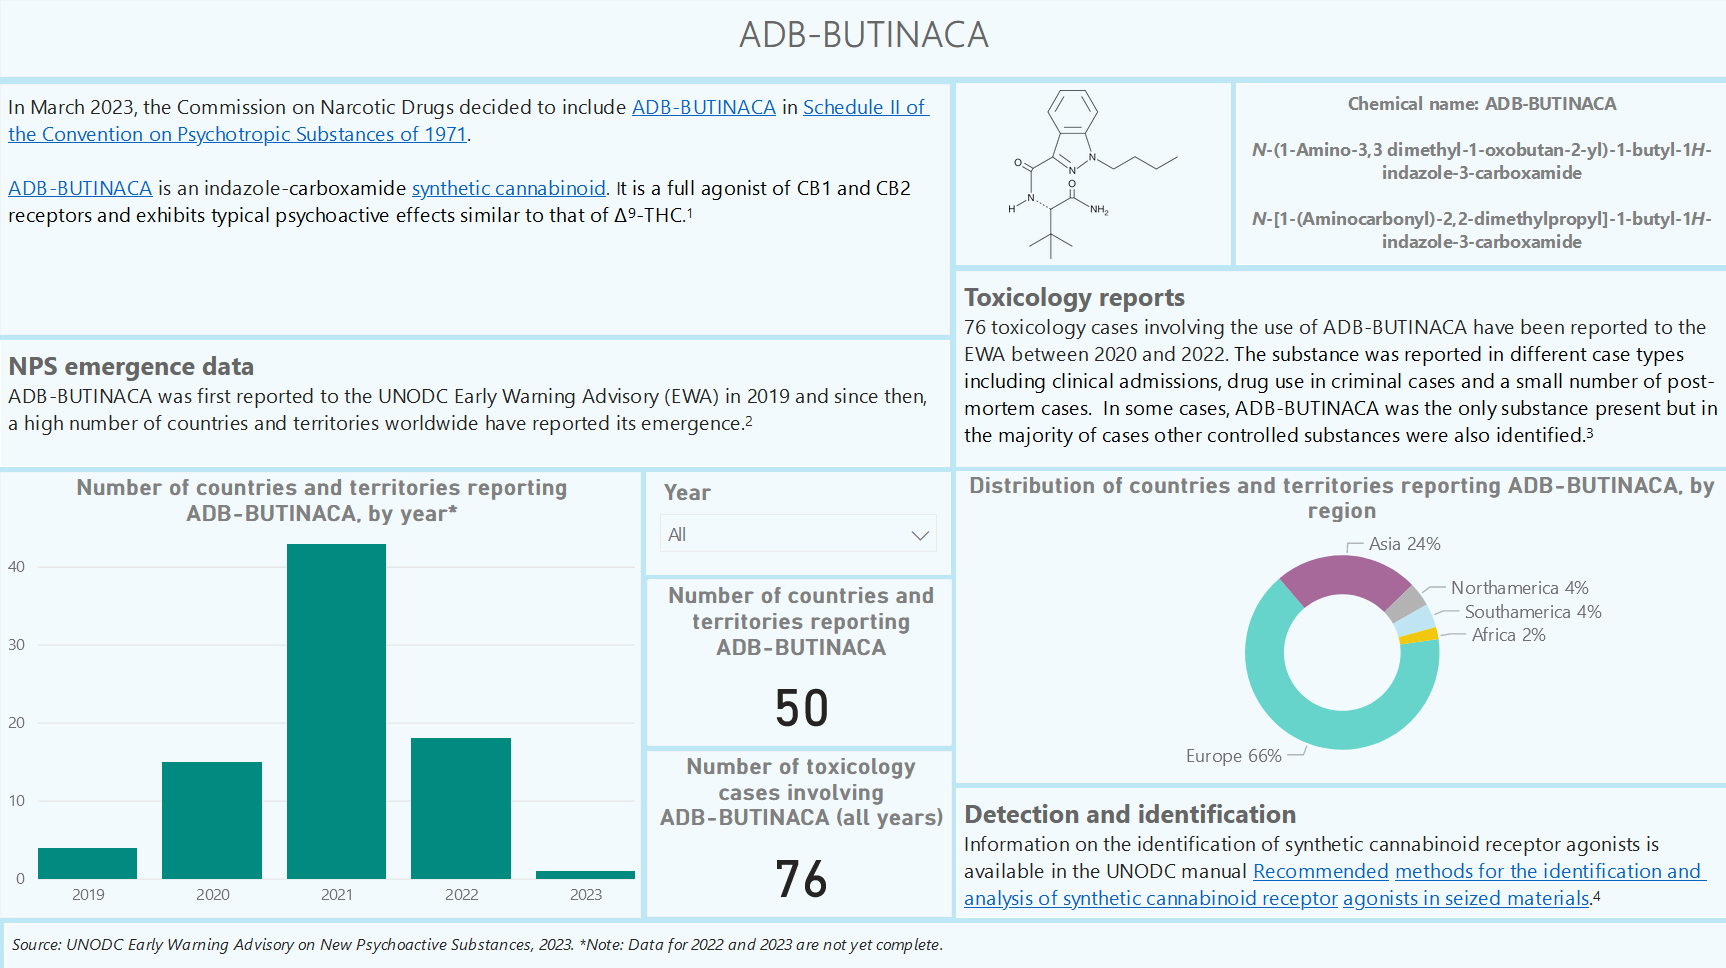 ADB-BUTINACA
In March 2023, the Commission on Narcotic Drugs decided to include ADB-BUTINACA in Schedule II of
the Convention on Psychotropic Substances of 1971.
ADB-BUTINACA is an indazole-carboxamide synthetic cannabinoid. It is a full agonist of CB1 and CB2
receptors and exhibits typical psychoactive effects similar to that of Δ⁹-THC.¹
O
N
N
O
N
H
NH₂
Chemical name: ADB-BUTINACA
N-(1-Amino-3,3 dimethyl-1-oxobutan-2-yl)-1-butyl-1H-
indazole-3-carboxamide
N-[1-(Aminocarbonyl)-2,2-dimethylpropyl]-1-butyl-1H-
indazole-3-carboxamide
NPS emergence data
ADB-BUTINACA was first reported to the UNODC Early Warning Advisory (EWA) in 2019 and since then,
a high number of countries and territories worldwide have reported its emergence.²
Toxicology reports
76 toxicology cases involving the use of ADB-BUTINACA have been reported to the
EWA between 2020 and 2022. The substance was reported in different case types
including clinical admissions, drug use in criminal cases and a small number of post-
mortem cases.  In some cases, ADB-BUTINACA was the only substance present but in
the majority of cases other controlled substances were also identified.³
Number of countries and territories reporting
ADB-BUTINACA, by year*
40
30
20
10
0
2019
2020
2021
2022
2023
Year
All
Number of countries and
territories reporting
ADB-BUTINACA
50
Number of toxicology
cases involving
ADB-BUTINACA (all years)
76
Distribution of countries and territories reporting ADB-BUTINACA, by
region
Asia 24%
Northamerica 4%
Southamerica 4%
Africa 2%
Europe 66%
Detection and identification
Information on the identification of synthetic cannabinoid receptor agonists is
available in the UNODC manual Recommended methods for the identification and
analysis of synthetic cannabinoid receptor agonists in seized materials.⁴
Source: UNODC Early Warning Advisory on New Psychoactive Substances, 2023. *Note: Data for 2022 and 2023 are not yet complete.